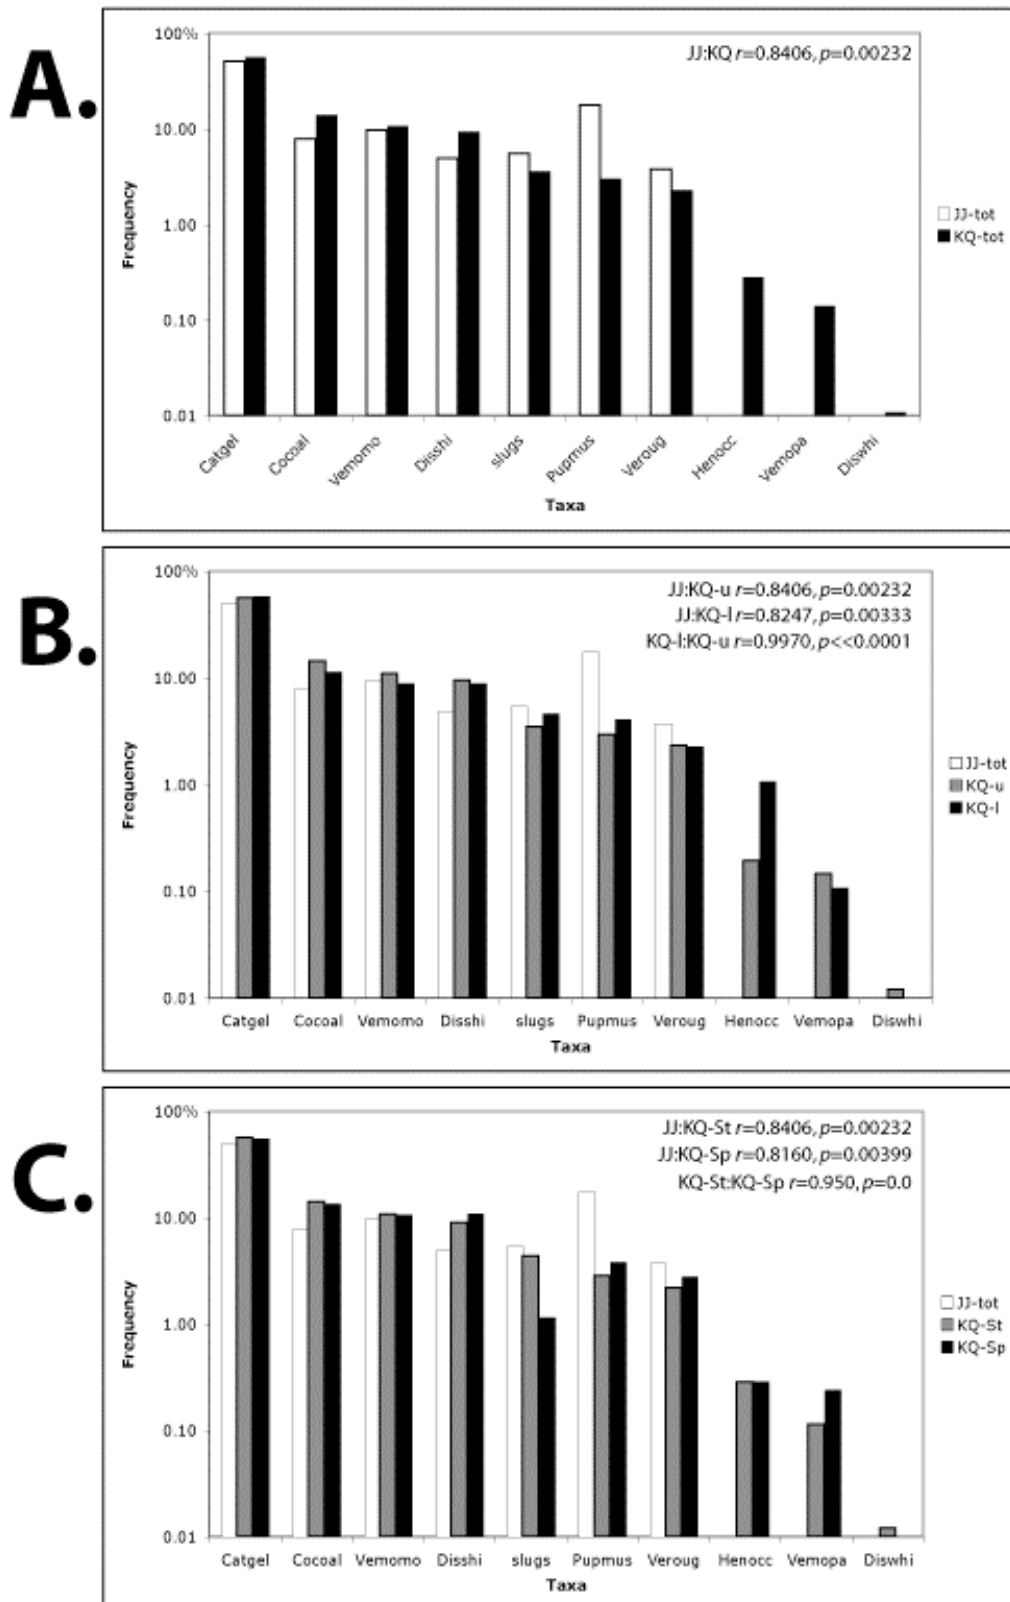 A.
JJ:KQ r=0.8406, p=0.00232
100%
10.00
1.00
0.10
0.01
Frequency
JJ-tot
KQ-tot
Catgel Cocoal Vemomo Disshi slugs Pupmus Veroug Henocc Vemopa Diswhi
Taxa
B.
JJ:KQ-u r=0.8406, p=0.00232
JJ:KQ-l r=0.8247, p=0.00333
KQ-l:KQ-u r=0.9970, p<<0.0001
100%
10.00
1.00
0.10
0.01
Frequency
JJ-tot
KQ-u
KQ-l
Catgel Cocoal Vemomo Disshi slugs Pupmus Veroug Henocc Vemopa Diswhi
Taxa
C.
JJ:KQ-St r=0.8406, p=0.00232
JJ:KQ-Sp r=0.8160, p=0.00399
KQ-St:KQ-Sp r=0.950, p=0.0
100%
10.00
1.00
0.10
0.01
Frequency
JJ-tot
KQ-St
KQ-Sp
Catgel Cocoal Vemomo Disshi slugs Pupmus Veroug Henocc Vemopa Diswhi
Taxa